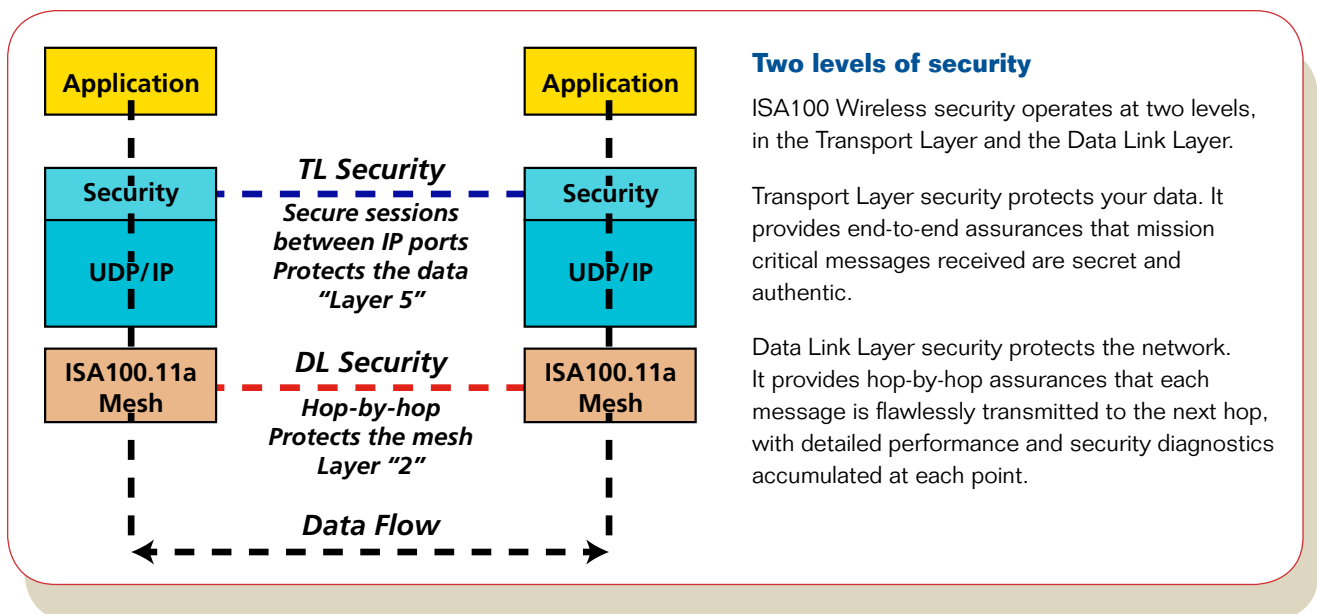 Application
Application
Security
TL Security
Security
Secure sessions
between IP ports
Protects the data
“Layer 5”
UDP/IP
UDP/IP
ISA100.11a
Mesh
DL Security
ISA100.11a
Mesh
Hop-by-hop
Protects the mesh
Layer “2”
Data Flow
Two levels of security
ISA100 Wireless security operates at two levels,
in the Transport Layer and the Data Link Layer.
Transport Layer security protects your data. It
provides end-to-end assurances that mission
critical messages received are secret and
authentic.
Data Link Layer security protects the network.
It provides hop-by-hop assurances that each
message is flawlessly transmitted to the next hop,
with detailed performance and security diagnostics
accumulated at each point.